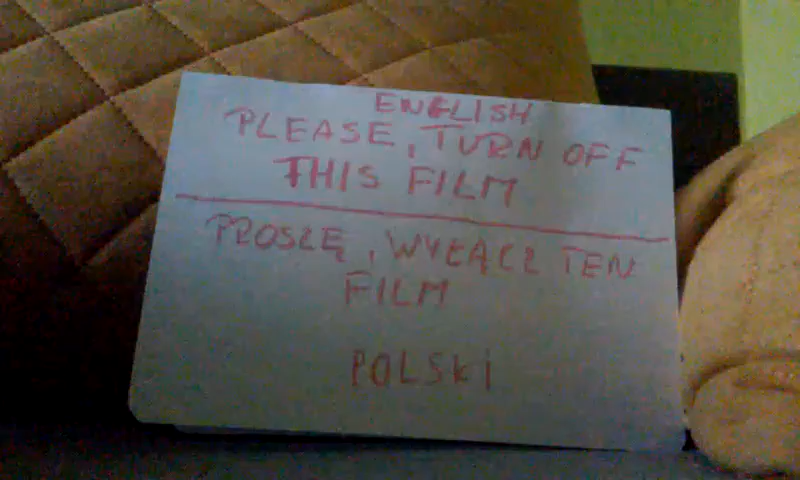 ENGLISH
PLEASE, TURN OFF
THIS FILM
PROSZĘ, WYŁĄCZ TEN
FILM
POLSKi